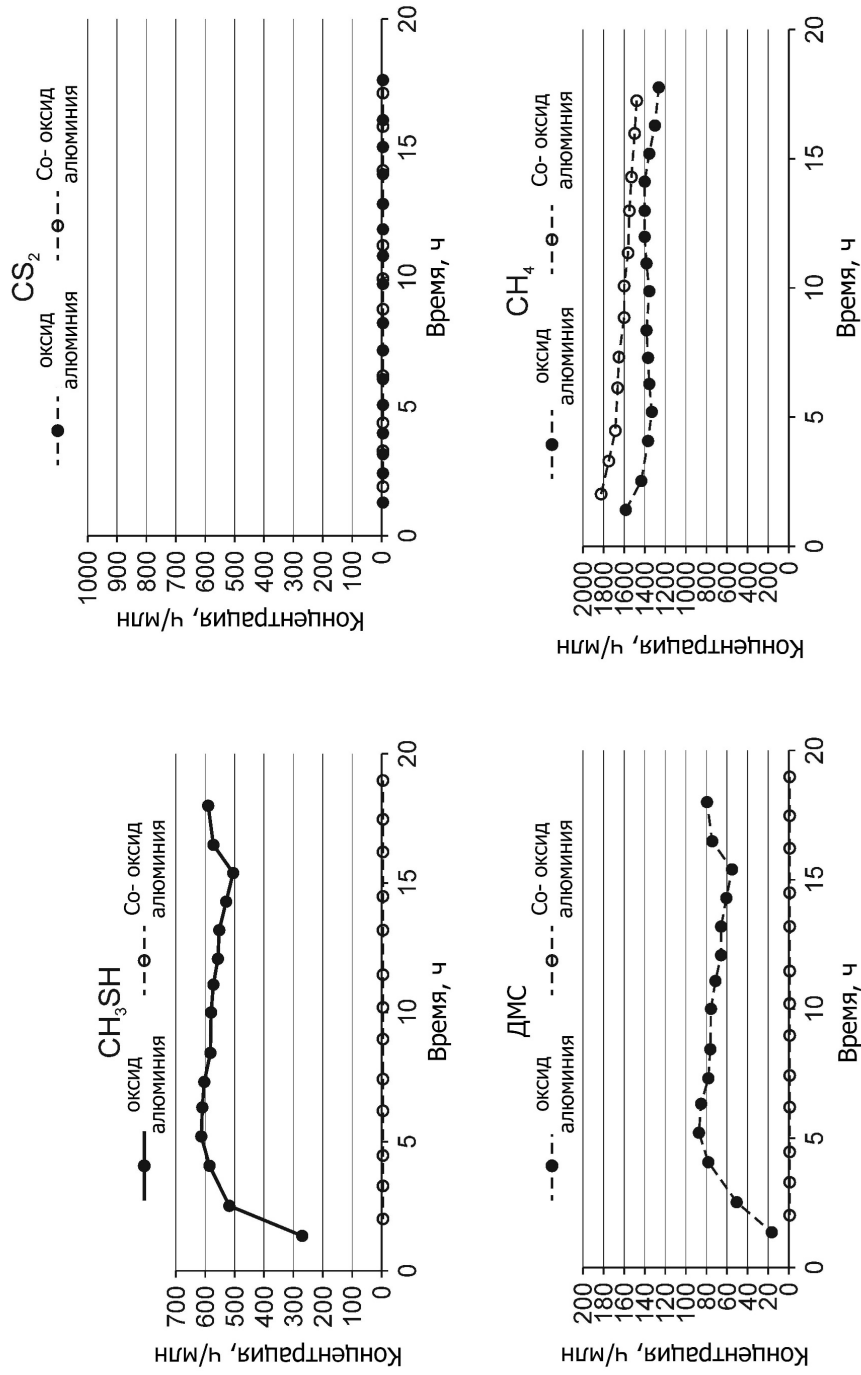 CH₃SH
оксид
алюминия
Co- оксид
алюминия
Концентрация, ч/млн
700
600
500
400
300
200
100
0
0 5 10 15 20
Время, ч
CS₂
оксид
алюминия
Co- оксид
алюминия
Концентрация, ч/млн
1000
900
800
700
600
500
400
300
200
100
0
0 5 10 15 20
Время, ч
ДМС
оксид
алюминия
Co- оксид
алюминия
Концентрация, ч/млн
200
180
160
140
120
100
80
60
40
20
0
0 5 10 15 20
Время, ч
CH₄
оксид
алюминия
Co- оксид
алюминия
Концентрация, ч/млн
2000
1800
1600
1400
1200
1000
800
600
400
200
0
0 5 10 15 20
Время, ч